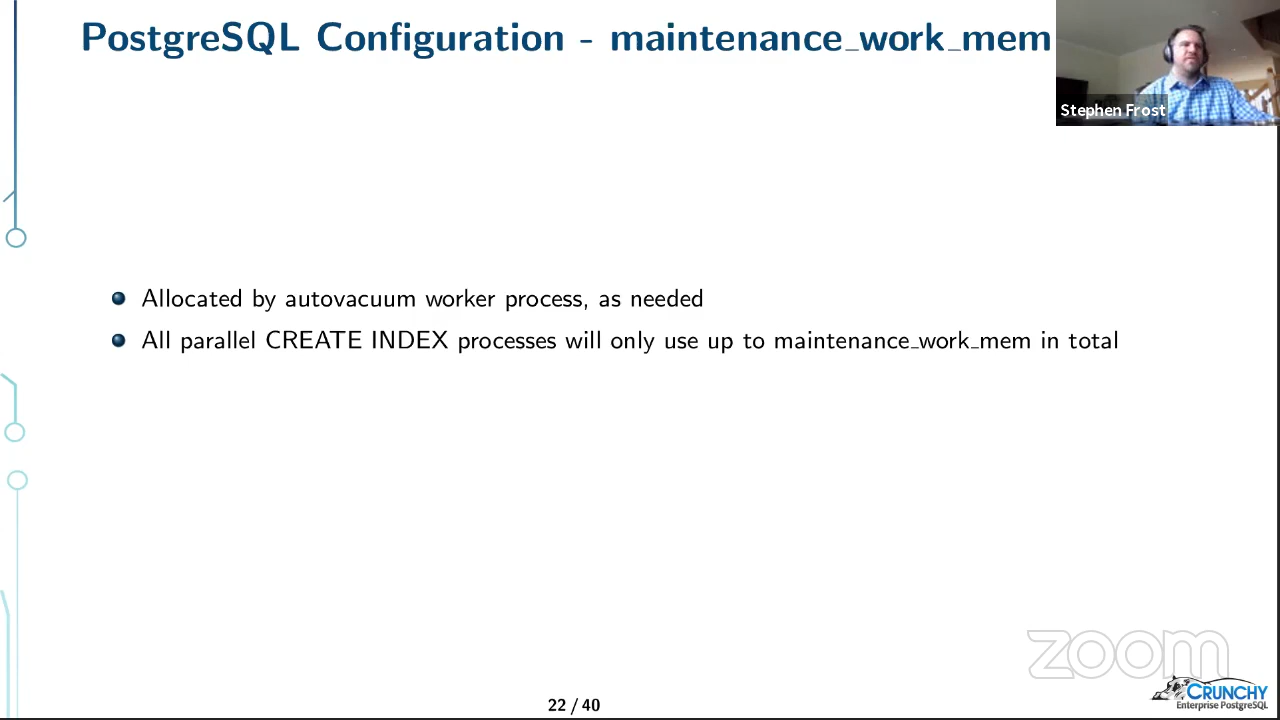 PostgreSQL Configuration - maintenance_work_mem
Stephen Frost
Allocated by autovacuum worker process, as needed
All parallel CREATE INDEX processes will only use up to maintenance_work_mem in total
zoom
CRUNCHY
Enterprise PostgreSQL
22 / 40